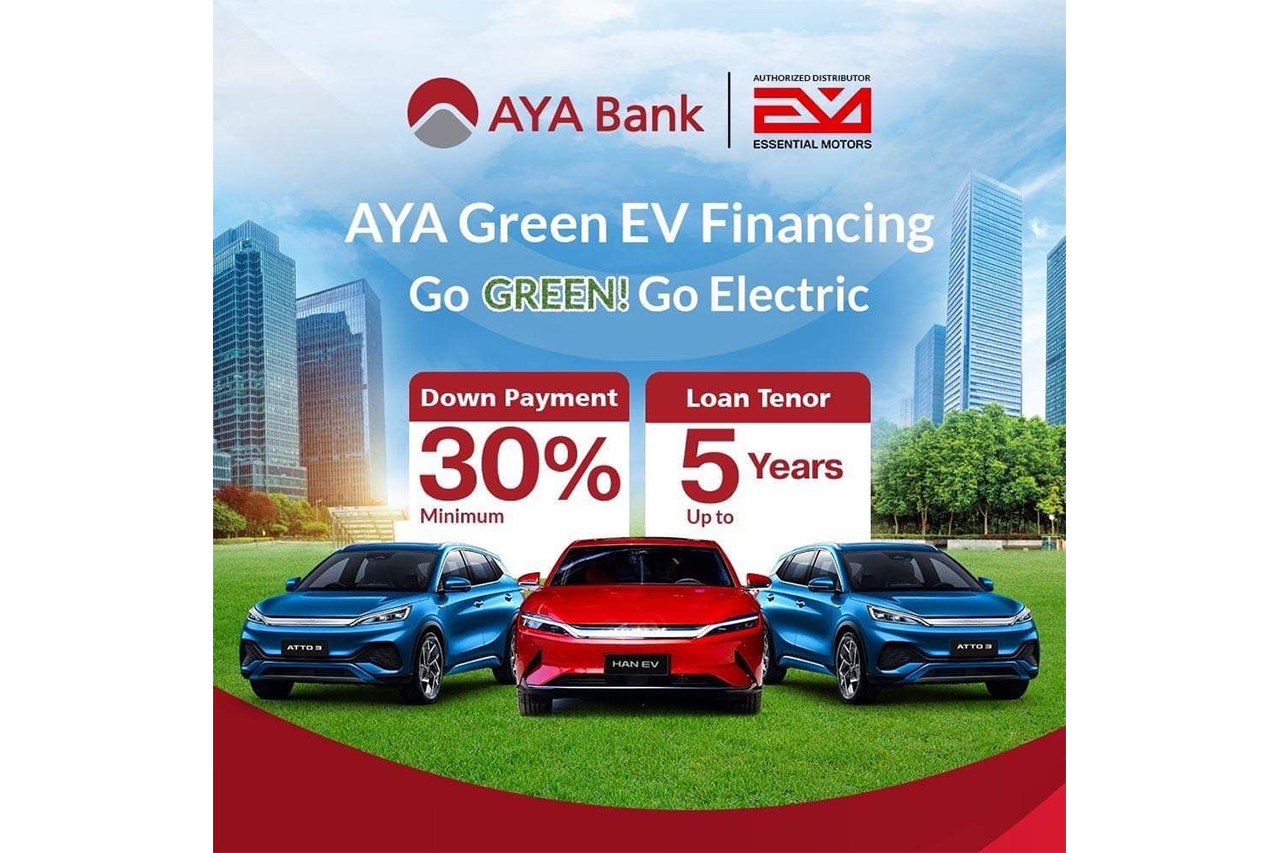 AYA Bank
AUTHORIZED DISTRIBUTOR
ESSENTIAL MOTORS
AYA Green EV Financing
Go GREEN! Go Electric
Down Payment
30%
Minimum
Loan Tenor
5 Years
Up to
ATTO 3
HAN EV
ATTO 3